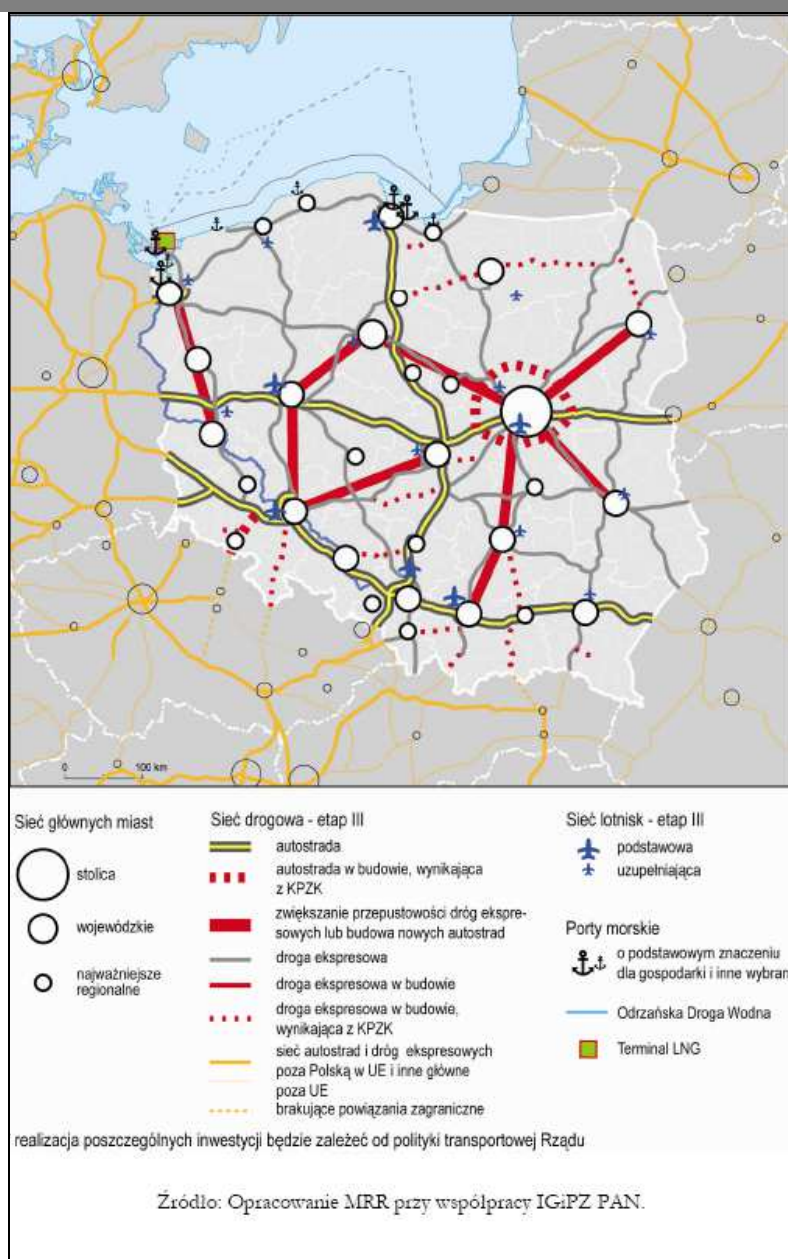 0 100 km
Sieć głównych miast
stolica
wojewódzkie
najważniejsze
regionalne
Sieć drogowa - etap III
autostrada
autostrada w budowie, wynikająca
z KPZK
zwiększanie przepustowości dróg ekspre-
sowych lub budowa nowych autostrad
droga ekspresowa
droga ekspresowa w budowie
droga ekspresowa w budowie,
wynikająca z KPZK
sieć autostrad i dróg ekspresowych
poza Polską w UE i inne główne
poza UE
brakujące powiązania zagraniczne
Sieć lotnisk - etap III
podstawowa
uzupełniająca
Porty morskie
o podstawowym znaczeniu
dla gospodarki i inne wybran
Odrzańska Droga Wodna
Terminal LNG
realizacja poszczególnych inwestycji będzie zależeć od polityki transportowej Rządu
Źródło: Opracowanie MRR przy współpracy IGiPZ PAN.